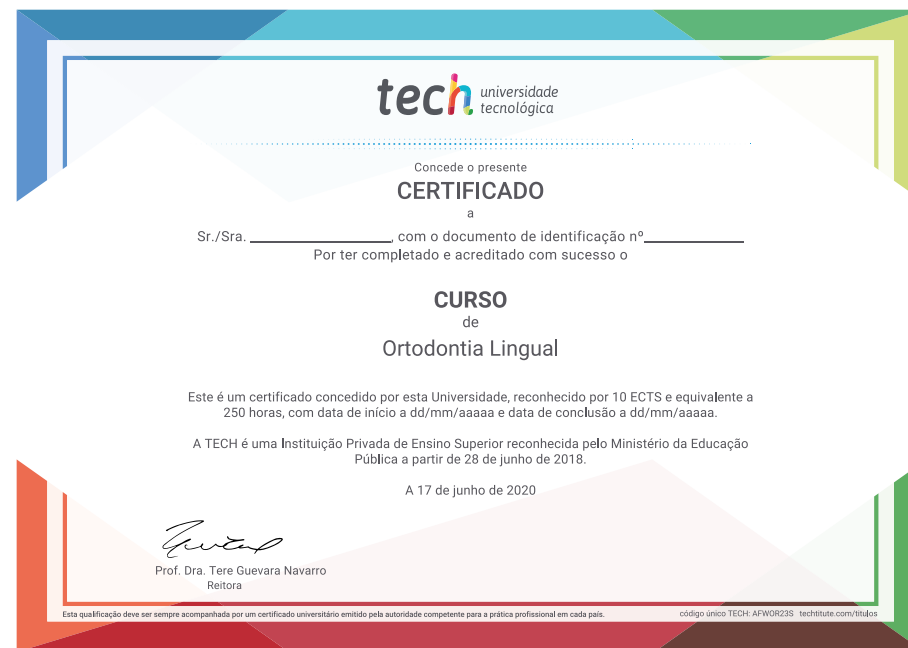 tech universidade
tecnológica
Concede o presente
CERTIFICADO
a
Sr./Sra. ____________________, com o documento de identificação nº______________
Por ter completado e acreditado com sucesso o
CURSO
de
Ortodontia Lingual
Este é um certificado concedido por esta Universidade, reconhecido por 10 ECTS e equivalente a
250 horas, com data de início a dd/mm/aaaaa e data de conclusão a dd/mm/aaaaa.
A TECH é uma Instituição Privada de Ensino Superior reconhecida pelo Ministério da Educação
Pública a partir de 28 de junho de 2018.
A 17 de junho de 2020
Prof. Dra. Tere Guevara Navarro
Reitora
Esta qualificação deve ser sempre acompanhada por um certificado universitário emitido pela autoridade competente para a prática profissional em cada país.
código único TECH: AFWOR23S techtitute.com/titulos